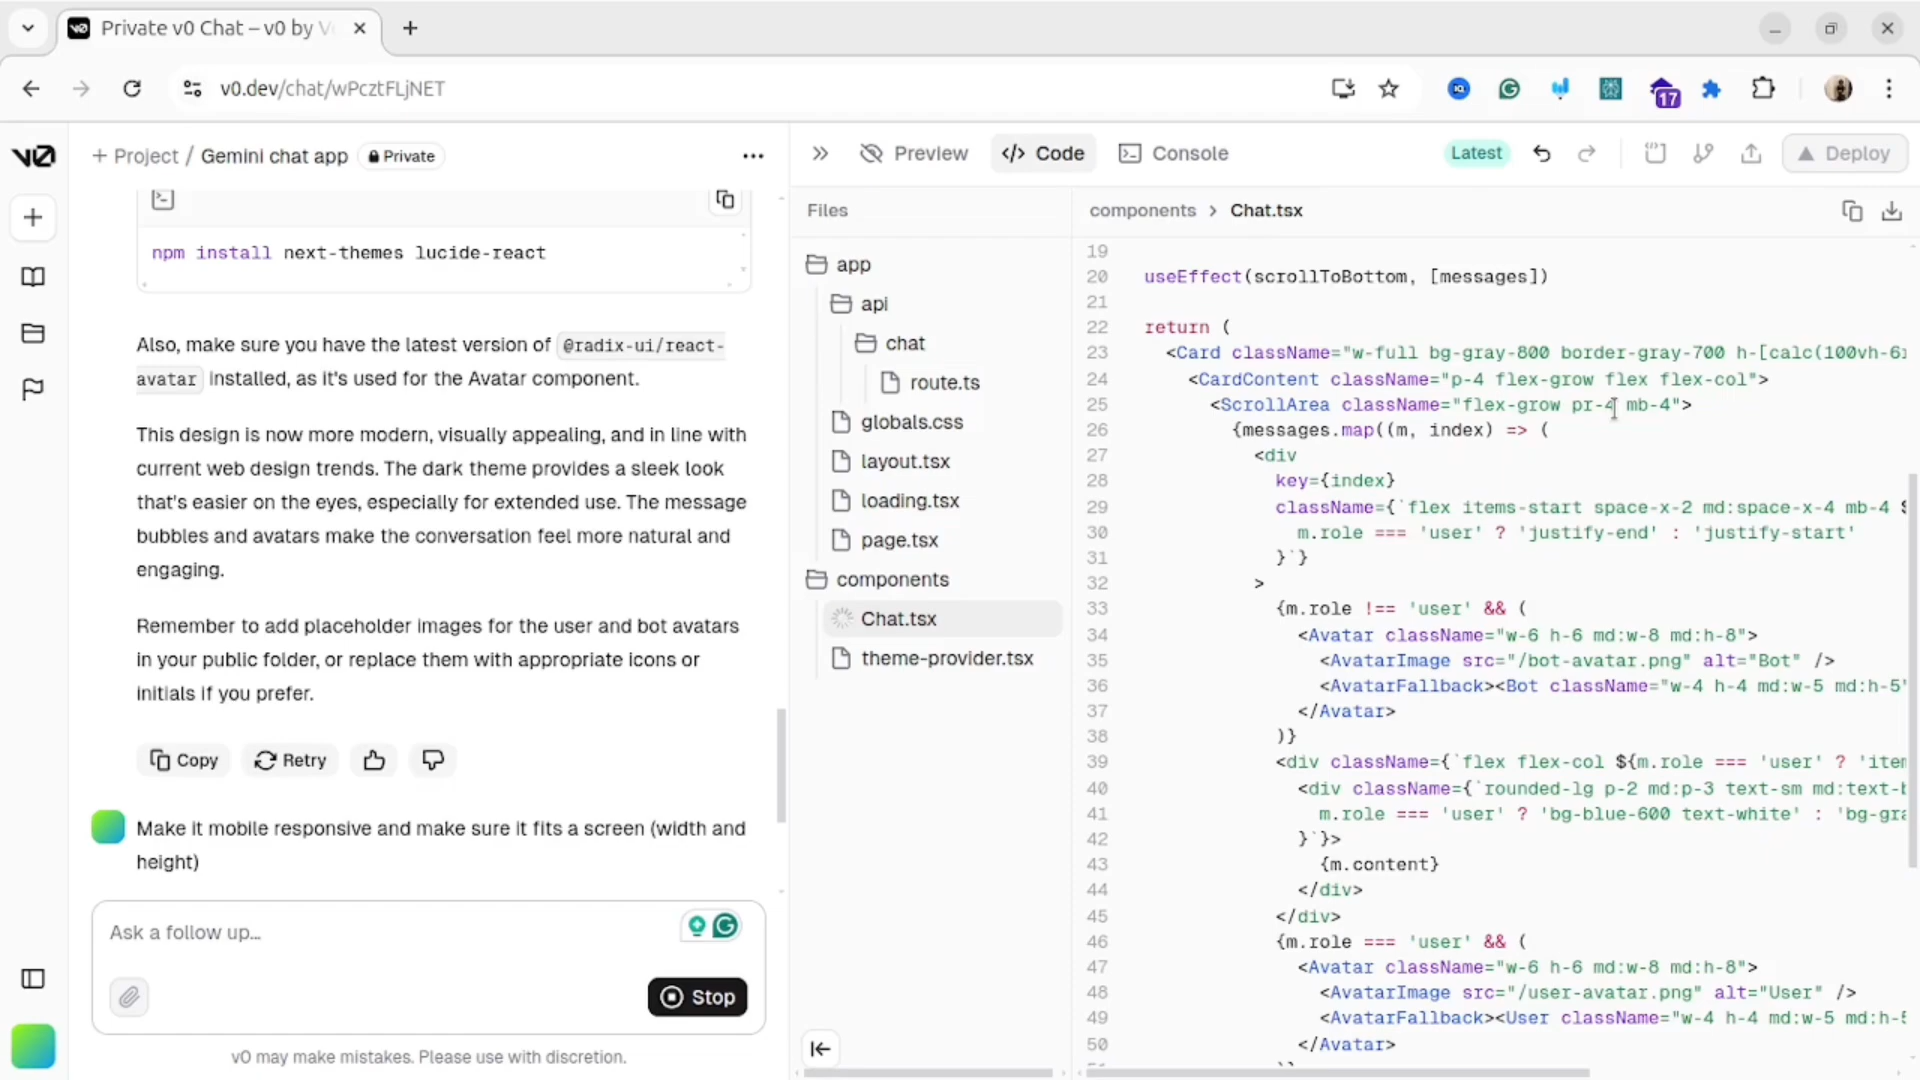 Private v0 Chat – v0 by V
v0.dev/chat/wPcztFLjNET
17
v0
Project / Gemini chat app
Private
Preview
Code
Console
Latest
Deploy
npm install next-themes lucide-react
Also, make sure you have the latest version of @radix-ui/react-
avatar installed, as it's used for the Avatar component.
This design is now more modern, visually appealing, and in line with
current web design trends. The dark theme provides a sleek look
that's easier on the eyes, especially for extended use. The message
bubbles and avatars make the conversation feel more natural and
engaging.
Remember to add placeholder images for the user and bot avatars
in your public folder, or replace them with appropriate icons or
initials if you prefer.
Copy
Retry
Make it mobile responsive and make sure it fits a screen (width and
height)
Ask a follow up...
Stop
v0 may make mistakes. Please use with discretion.
Files
app
api
chat
route.ts
globals.css
layout.tsx
loading.tsx
page.tsx
components
Chat.tsx
theme-provider.tsx
components > Chat.tsx
19
20 useEffect(scrollToBottom, [messages])
21
22 return (
23 <Card className="w-full bg-gray-800 border-gray-700 h-[calc(100vh-6
24 <CardContent className="p-4 flex-grow flex flex-col">
25 <ScrollArea className="flex-grow pr-4 mb-4">
26 {messages.map((m, index) => (
27 <div
28 key={index}
29 className={`flex items-start space-x-2 md:space-x-4 mb-4 $
30 m.role === 'user' ? 'justify-end' : 'justify-start'
31 }`}
32 >
33 {m.role !== 'user' && (
34 <Avatar className="w-6 h-6 md:w-8 md:h-8">
35 <AvatarImage src="/bot-avatar.png" alt="Bot" />
36 <AvatarFallback><Bot className="w-4 h-4 md:w-5 md:h-5"
37 </Avatar>
38 )}
39 <div className={`flex flex-col ${m.role === 'user' ? 'item
40 <div className={`rounded-lg p-2 md:p-3 text-sm md:text-b
41 m.role === 'user' ? 'bg-blue-600 text-white' : 'bg-gra
42 }`}>
43 {m.content}
44 </div>
45 </div>
46 {m.role === 'user' && (
47 <Avatar className="w-6 h-6 md:w-8 md:h-8">
48 <AvatarImage src="/user-avatar.png" alt="User" />
49 <AvatarFallback><User className="w-4 h-4 md:w-5 md:h-5
50 </Avatar>